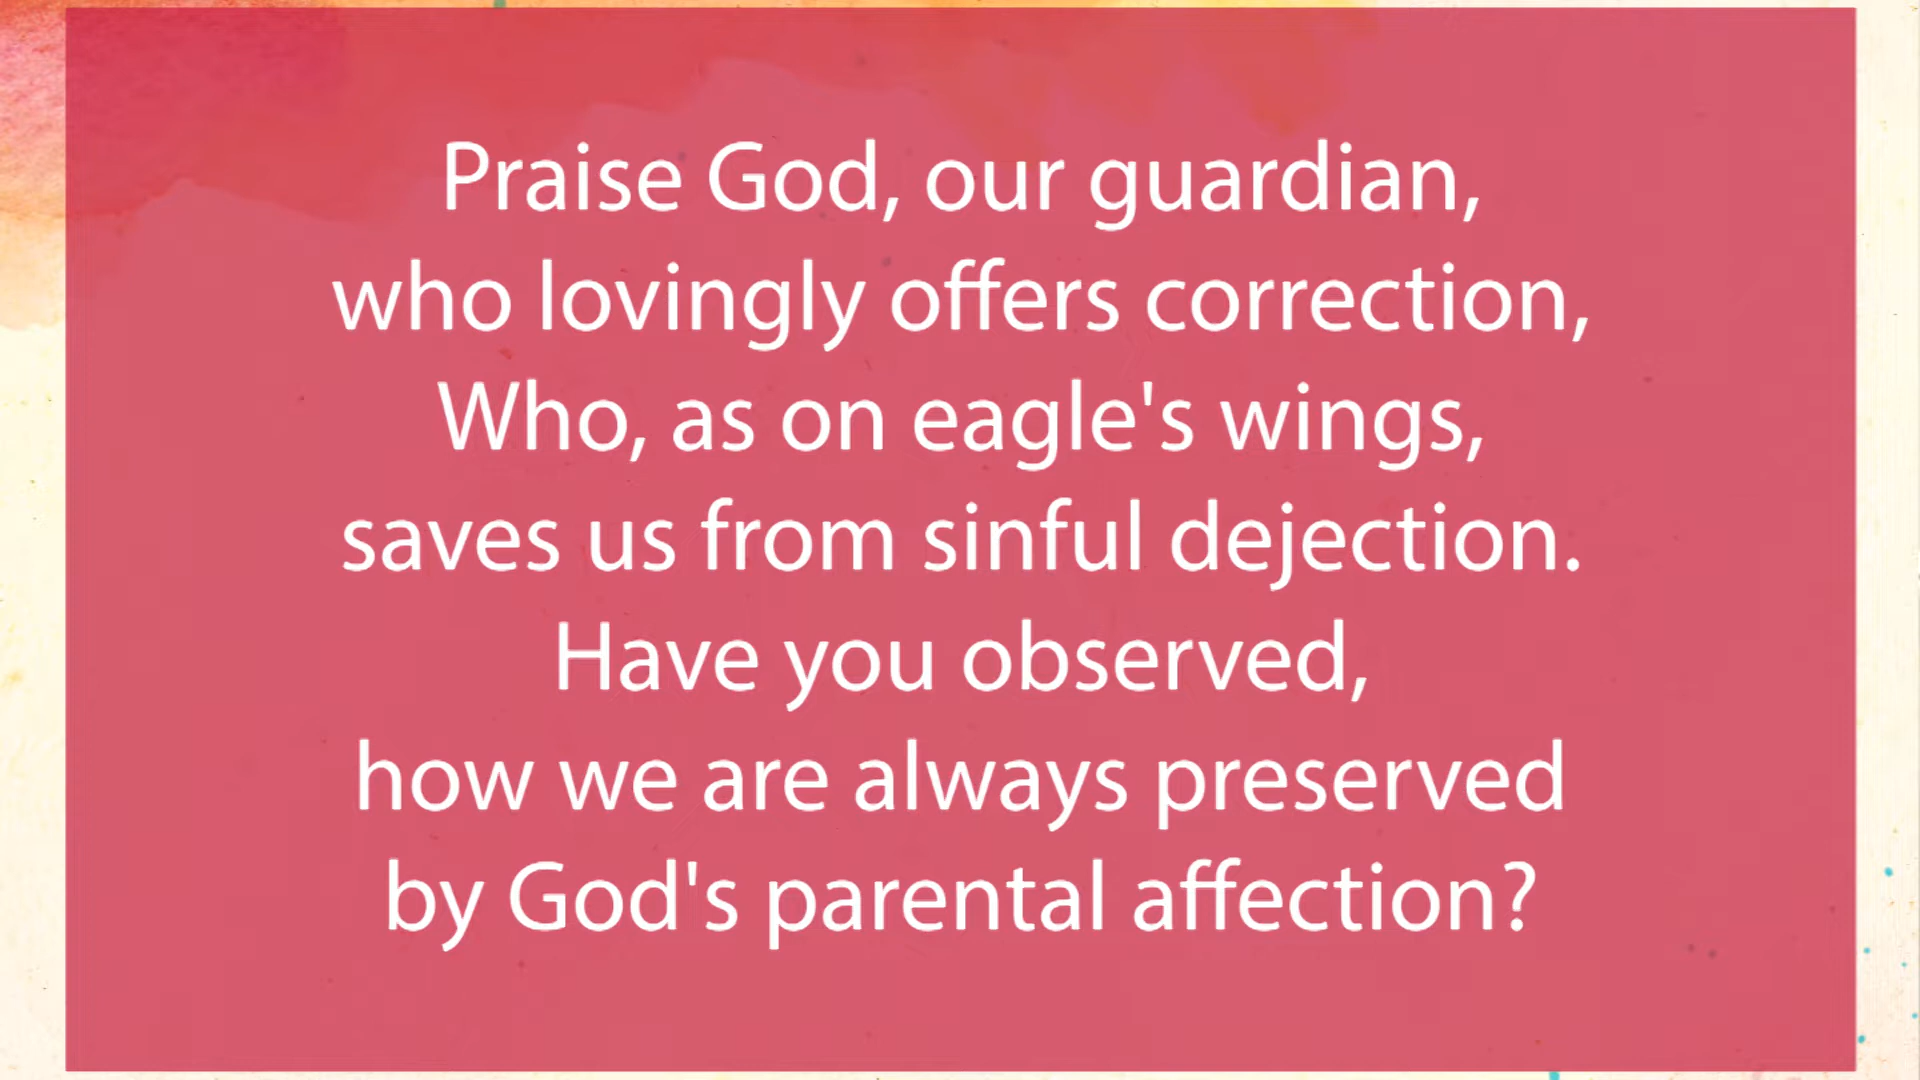 Praise God, our guardian,
who lovingly offers correction,
Who, as on eagle's wings,
saves us from sinful dejection.
Have you observed,
how we are always preserved
by God's parental affection?